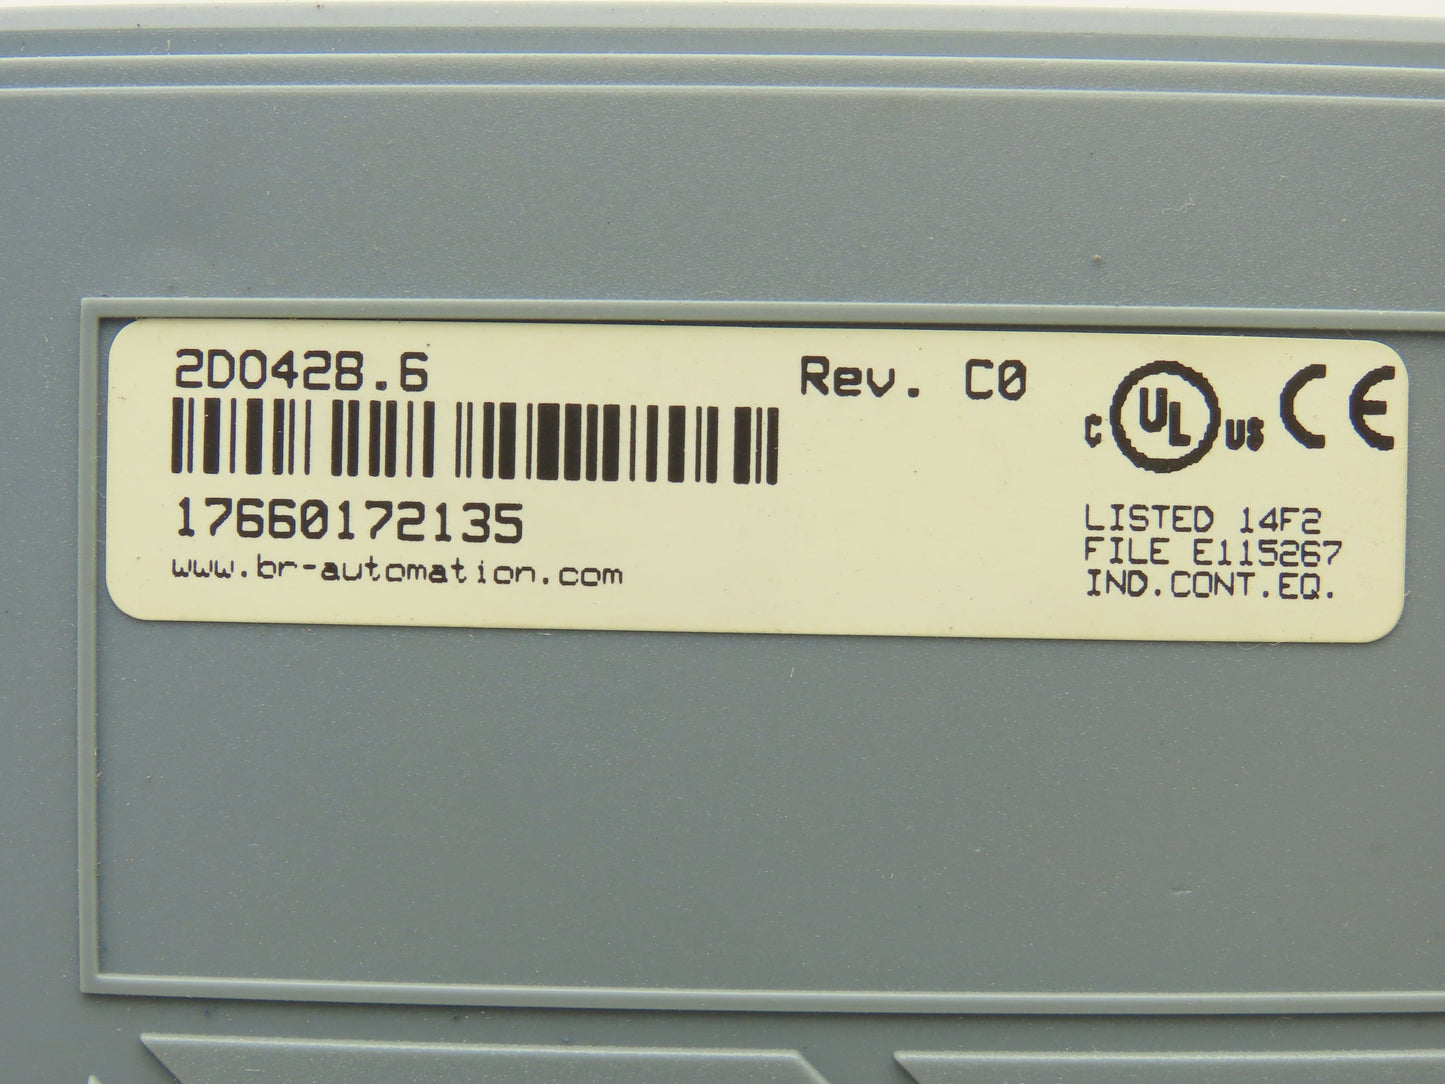 2DO428.6 Rev. C0
17660172135
www.br-automation.com
C UL US CE
LISTED 14F2
FILE E115267
IND.CONT.EQ.